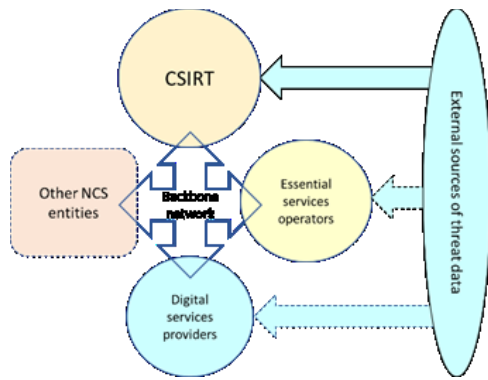 CSIRT
Other NCS
entities
Backbone
network
Essential
services
operators
Digital
services
providers
External sources of threat data